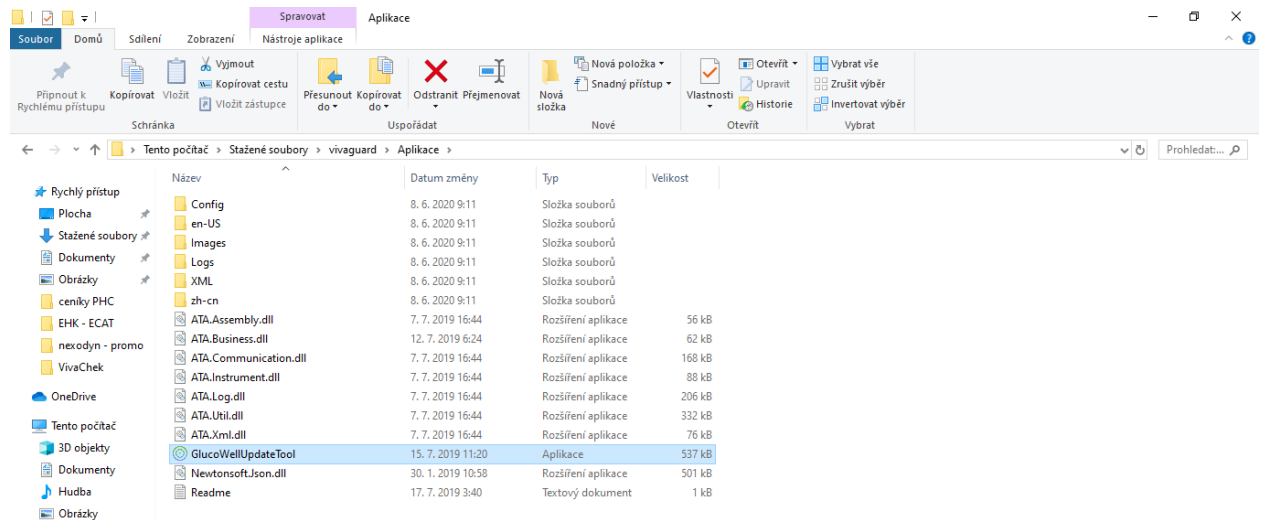 Spravovat Aplikace
Soubor Domů Sdílení Zobrazení Nástroje aplikace
Připnout k Rychlému přístupu
Kopírovat
Vložit
Vyjmout
Kopírovat cestu
Vložit zástupce
Schránka
Přesunout do
Kopírovat do
Odstranit
Přejmenovat
Uspořádat
Nová složka
Nová položka
Snadný přístup
Nové
Vlastnosti
Otevřít
Upravit
Historie
Otevřít
Vybrat vše
Zrušit výběr
Invertovat výběr
Vybrat
Tento počítač > Stažené soubory > vivaguard > Aplikace >
Prohledat:...
Rychlý přístup
Plocha
Stažené soubory
Dokumenty
Obrázky
ceníky PHC
EHK - ECAT
nexodyn - promo
VivaChek
OneDrive
Tento počítač
3D objekty
Dokumenty
Hudba
Obrázky
Název Datum změny Typ Velikost
Config 8. 6. 2020 9:11 Složka souborů
en-US 8. 6. 2020 9:11 Složka souborů
Images 8. 6. 2020 9:11 Složka souborů
Logs 8. 6. 2020 9:11 Složka souborů
XML 8. 6. 2020 9:11 Složka souborů
zh-cn 8. 6. 2020 9:11 Složka souborů
ATA.Assembly.dll 7. 7. 2019 16:44 Rozšíření aplikace 56 kB
ATA.Business.dll 12. 7. 2019 6:24 Rozšíření aplikace 62 kB
ATA.Communication.dll 7. 7. 2019 16:44 Rozšíření aplikace 168 kB
ATA.Instrument.dll 7. 7. 2019 16:44 Rozšíření aplikace 88 kB
ATA.Log.dll 7. 7. 2019 16:44 Rozšíření aplikace 206 kB
ATA.Util.dll 7. 7. 2019 16:44 Rozšíření aplikace 332 kB
ATA.Xml.dll 7. 7. 2019 16:44 Rozšíření aplikace 76 kB
GlucoWellUpdateTool 15. 7. 2019 11:20 Aplikace 537 kB
Newtonsoft.Json.dll 30. 1. 2019 10:58 Rozšíření aplikace 501 kB
Readme 17. 7. 2019 3:40 Textový dokument 1 kB